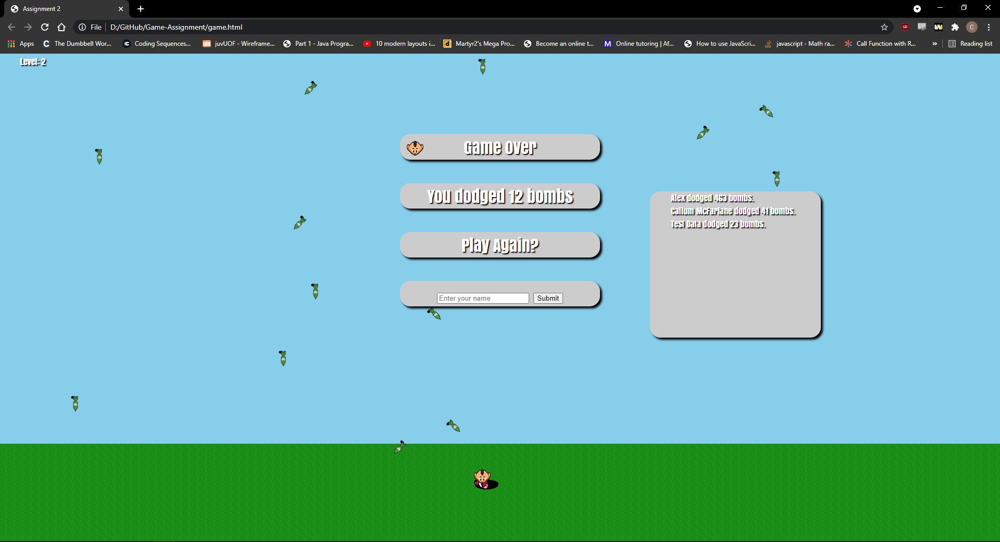 Assignment 2
File D:/GitHub/Game-Assignment/game.html
Apps The Dumbbell Wor... Coding Sequences... juvUOF - Wireframe... Part 1 - Java Progra... 10 modern layouts i... Martyr2's Mega Pro... Become an online t... Online tutoring | Af... How to use JavaScri... javascript - Math ra... Call Function with R... » Reading list
Level: 2
Game Over
You dodged 12 bombs
Play Again?
Enter your name Submit
Alex dodged 463 bombs.
Callum McFarlane dodged 41 bombs.
Test Data dodged 23 bombs.